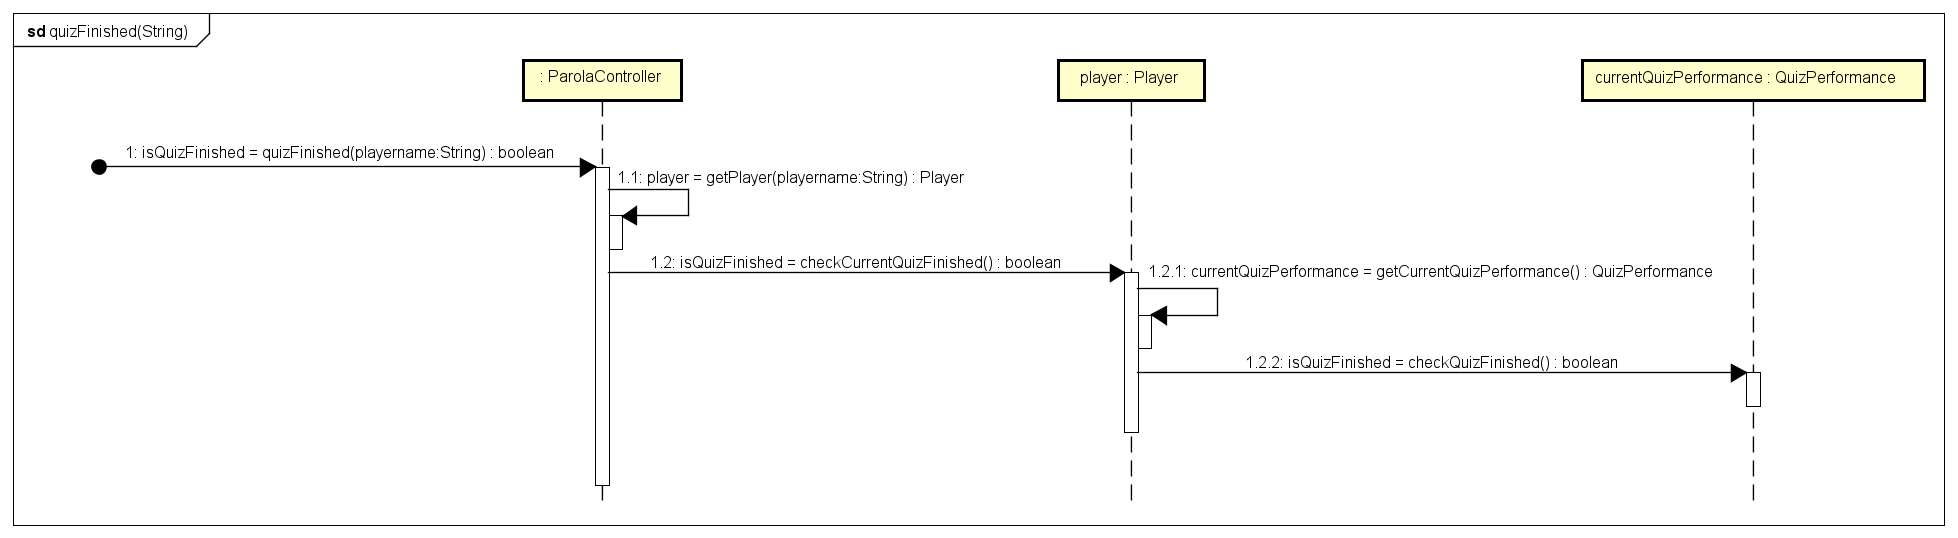 sd quizFinished(String)
: ParolaController
player : Player
currentQuizPerformance : QuizPerformance
1: isQuizFinished = quizFinished(playername:String) : boolean
1.1: player = getPlayer(playername:String) : Player
1.2: isQuizFinished = checkCurrentQuizFinished() : boolean
1.2.1: currentQuizPerformance = getCurrentQuizPerformance() : QuizPerformance
1.2.2: isQuizFinished = checkQuizFinished() : boolean